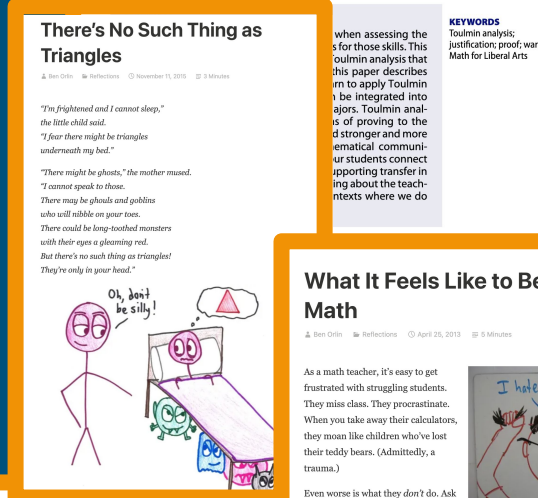 There's No Such Thing as
Triangles
Ben Orlin Reflections November 11, 2015 3 Minutes
"I'm frightened and I cannot sleep,"
the little child said.
"I fear there might be triangles
underneath my bed."
"There might be ghosts," the mother mused.
"I cannot speak to those.
There may be ghouls and goblins
who will nibble on your toes.
There could be long-toothed monsters
with their eyes a gleaming red.
But there's no such thing as triangles!
They're only in your head."
Oh, don't
be silly!
when assessing the
s for those skills. This
Toulmin analysis that
this paper describes
rn to apply Toulmin
n be integrated into
ajors. Toulmin anal-
s of proving to the
d stronger and more
ematical communi-
ur students connect
upporting transfer in
ing about the teach-
ntexts where we do
KEYWORDS
Toulmin analysis;
justification; proof; war
Math for Liberal Arts
What It Feels Like to Be
Math
Ben Orlin Reflections April 25, 2013 5 Minutes
As a math teacher, it's easy to get
frustrated with struggling students.
They miss class. They procrastinate.
When you take away their calculators,
they moan like children who've lost
their teddy bears. (Admittedly, a
trauma.)
Even worse is what they don't do. Ask
I hate